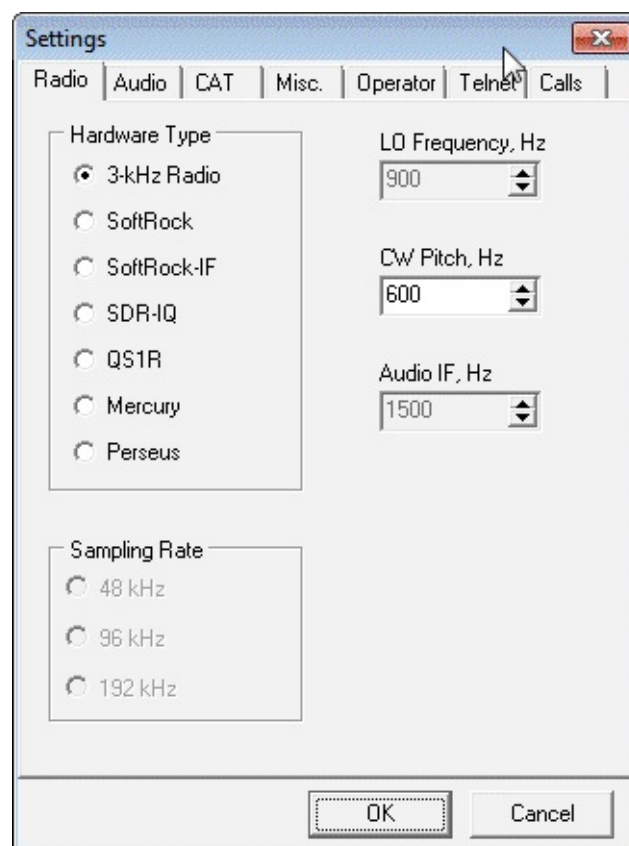 Settings
Radio Audio CAT Misc. Operator Telnet Calls
Hardware Type
3-kHz Radio
SoftRock
SoftRock-IF
SDR-IQ
QS1R
Mercury
Perseus
LO Frequency, Hz
900
CW Pitch, Hz
600
Audio IF, Hz
1500
Sampling Rate
48 kHz
96 kHz
192 kHz
OK Cancel